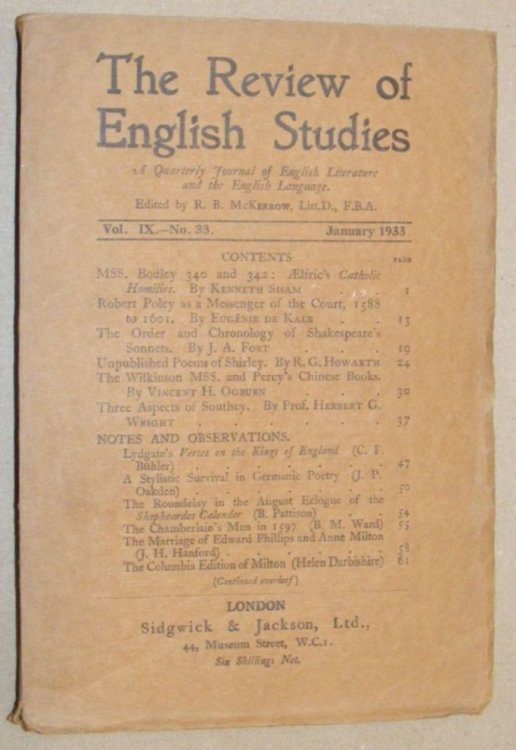 The Review of
English Studies
A Quarterly Journal of English Literature
and the English Language.
Edited by R. B. McKerrow, Litt.D., F.B.A.
Vol. IX.—No. 33. January 1933
CONTENTS PAGE
MSS. Bodley 340 and 342: Ælfric's Catholic
Homilies. By Kenneth Sisam . . 1
Robert Poley as a Messenger of the Court, 1588
to 1601. By Eugénie de Kalb . . 13
The Order and Chronology of Shakespeare's
Sonnets. By J. A. Fort . . . . 19
Unpublished Poems of Shirley. By R. G. Howarth 24
The Wilkinson MSS. and Percy's Chinese Books.
By Vincent H. Ogburn . . . . 30
Three Aspects of Southey. By Prof. Herbert G.
Wright . . . . . . . 37
NOTES AND OBSERVATIONS.
Lydgate's Verses on the Kings of England (C. F.
Bühler) . . . . . . . 47
A Stylistic Survival in Germanic Poetry (J. P.
Oakden) . . . . . . . 50
The Roundelay in the August Eclogue of the
Shepheardes Calender (B. Pattison) . . 54
The Chamberlain's Men in 1597 (B. M. Ward) 55
The Marriage of Edward Phillips and Anne Milton
(J. H. Hanford) . . . . . . 58
The Columbia Edition of Milton (Helen Darbishire) 61
(Continued overleaf)
LONDON
Sidgwick & Jackson, Ltd.,
44, Museum Street, W.C.1.
Six Shillings Net.